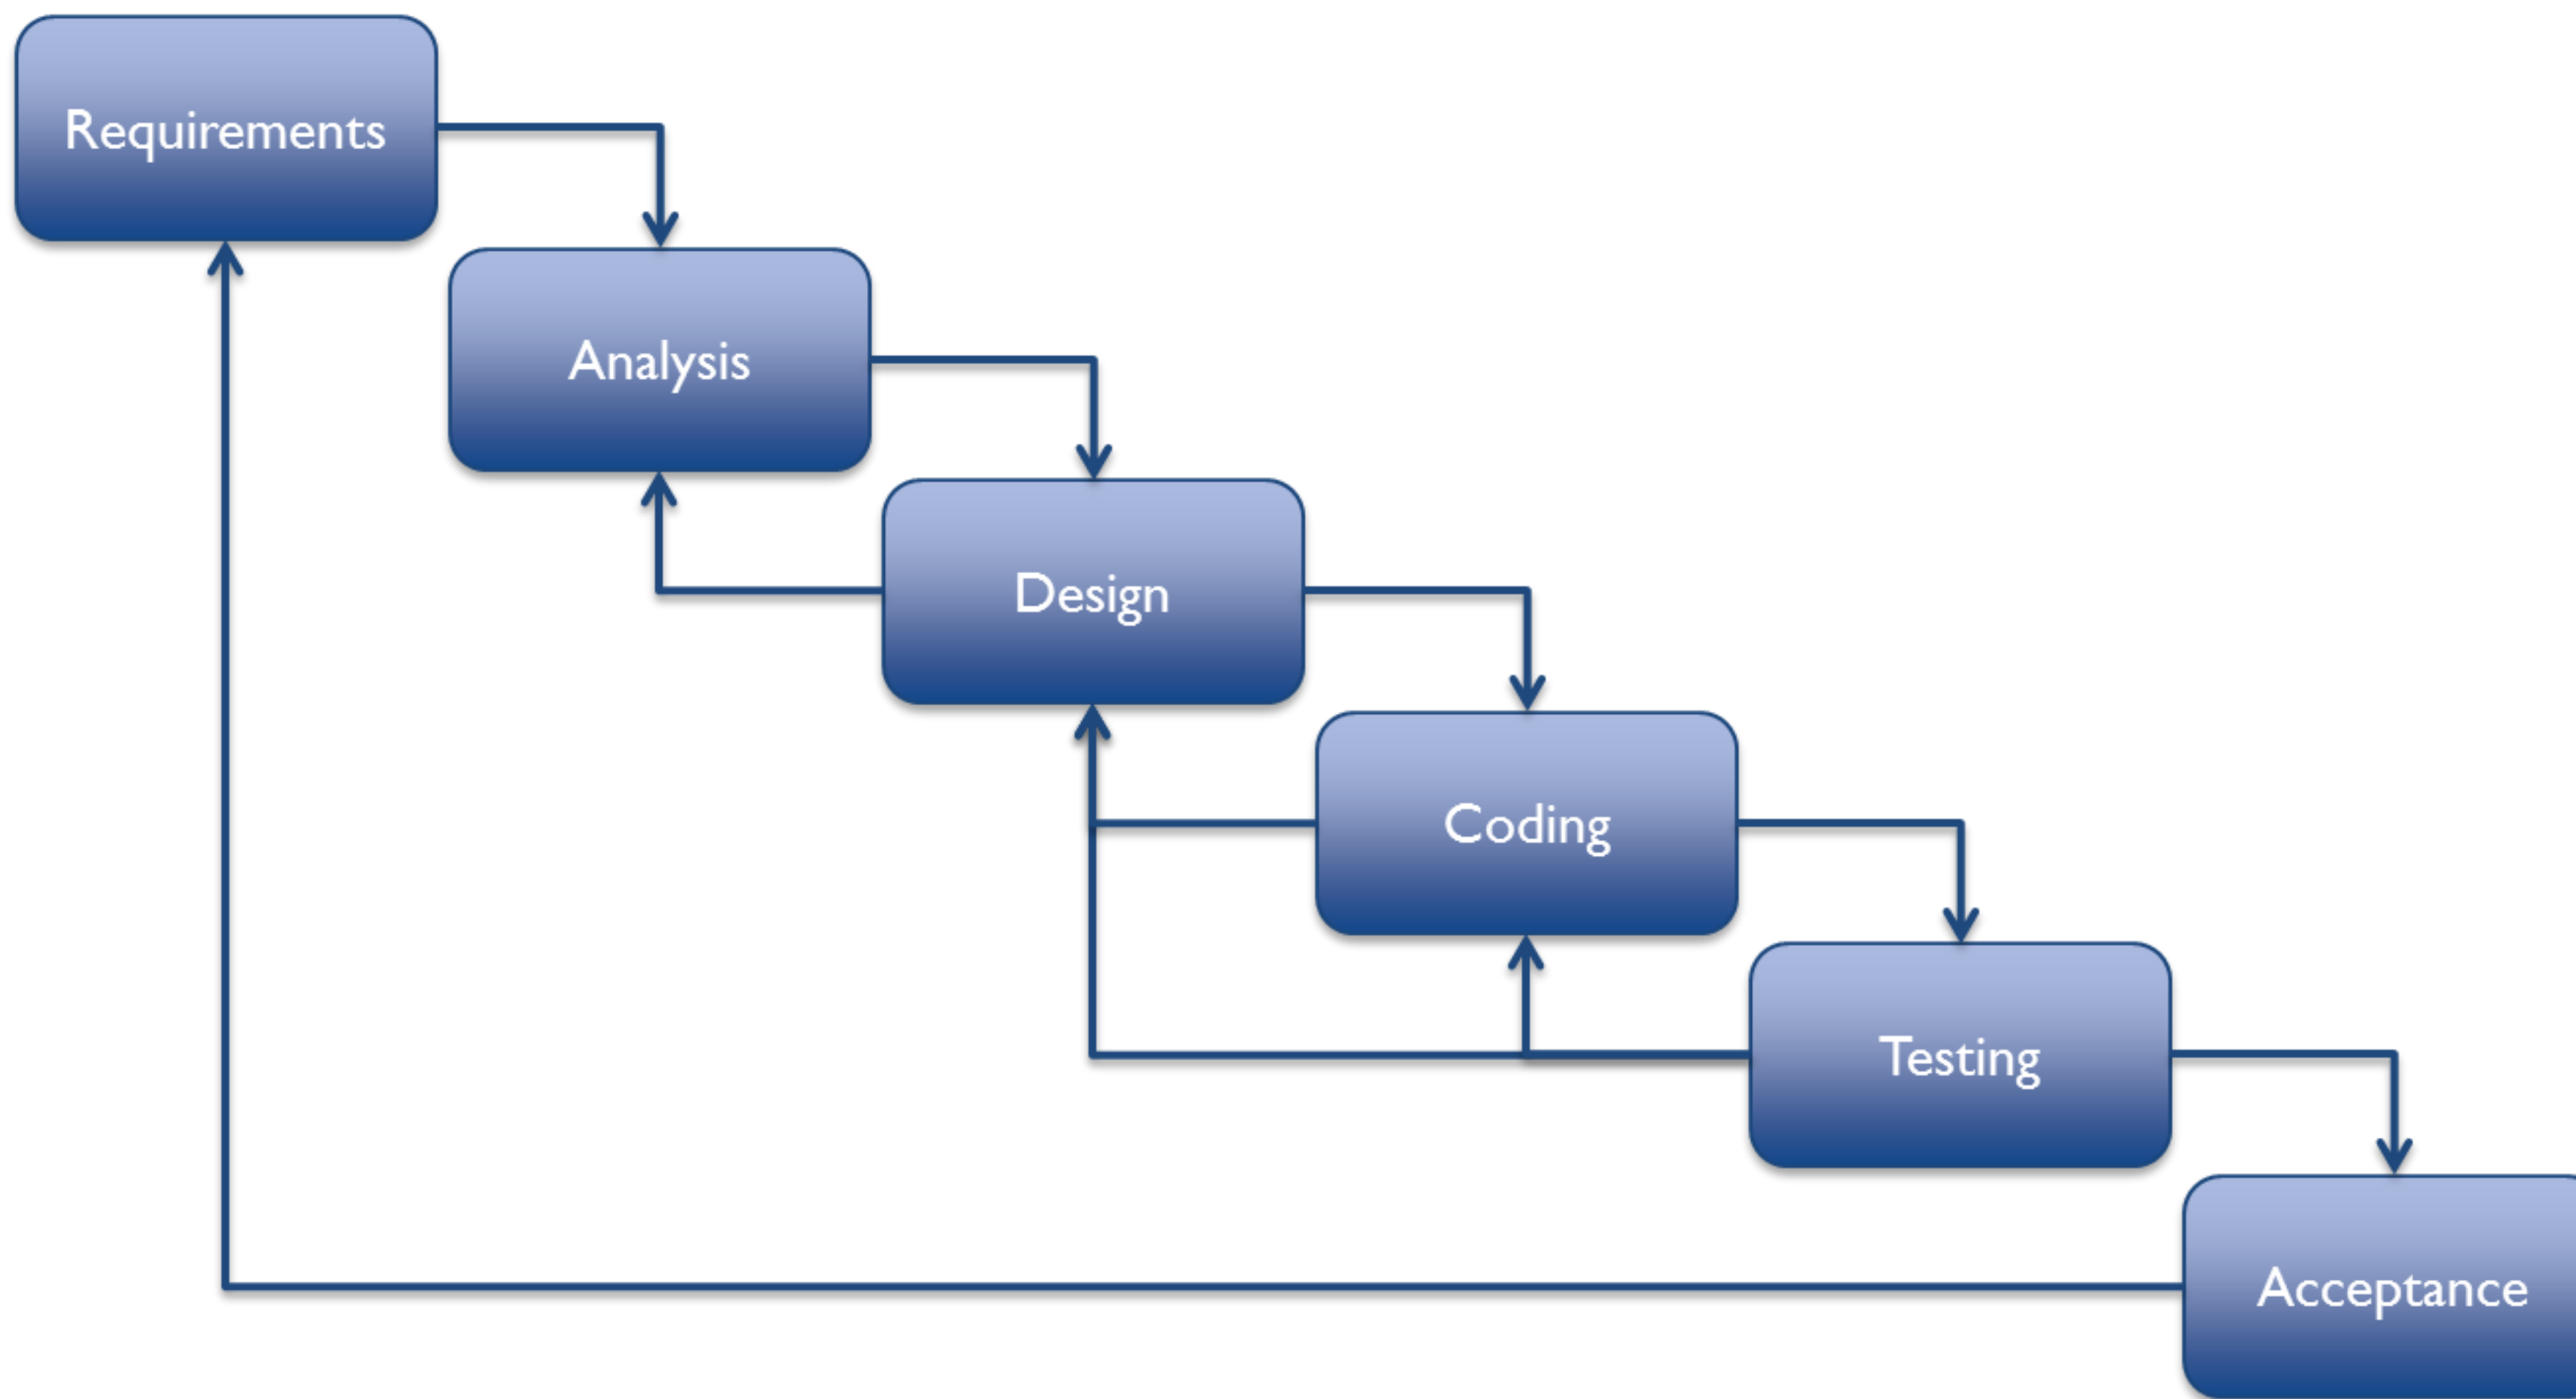 Requirements
Analysis
Design
Coding
Testing
Acceptance